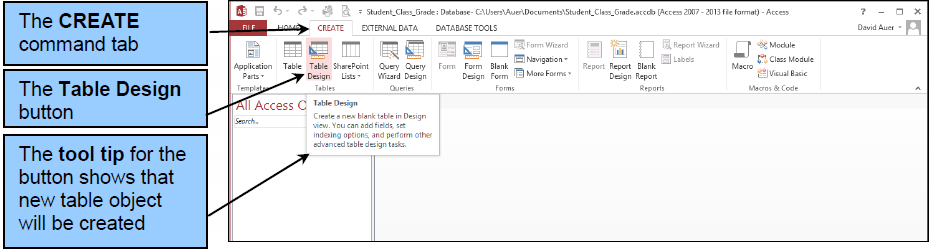 The CREATE
command tab
The Table Design
button
The tool tip for the
button shows that
new table object
will be created
Student_Class_Grade : Database- C:\Users\Auer\Documents\Student_Class_Grade.accdb (Access 2007 - 2013 file format) - Access
FILE HOME CREATE EXTERNAL DATA DATABASE TOOLS
David Auer
Application
Parts
Templates
Table
Table
Design
SharePoint
Lists
Tables
Query
Wizard
Query
Design
Queries
Form
Form
Design
Blank
Form
Form Wizard
Navigation
More Forms
Forms
Report
Report
Design
Blank
Report
Report Wizard
Labels
Reports
Macro
Module
Class Module
Visual Basic
Macros & Code
All Access O
Search...
Table Design
Create a new blank table in Design
view. You can add fields, set
indexing options, and perform other
advanced table design tasks.